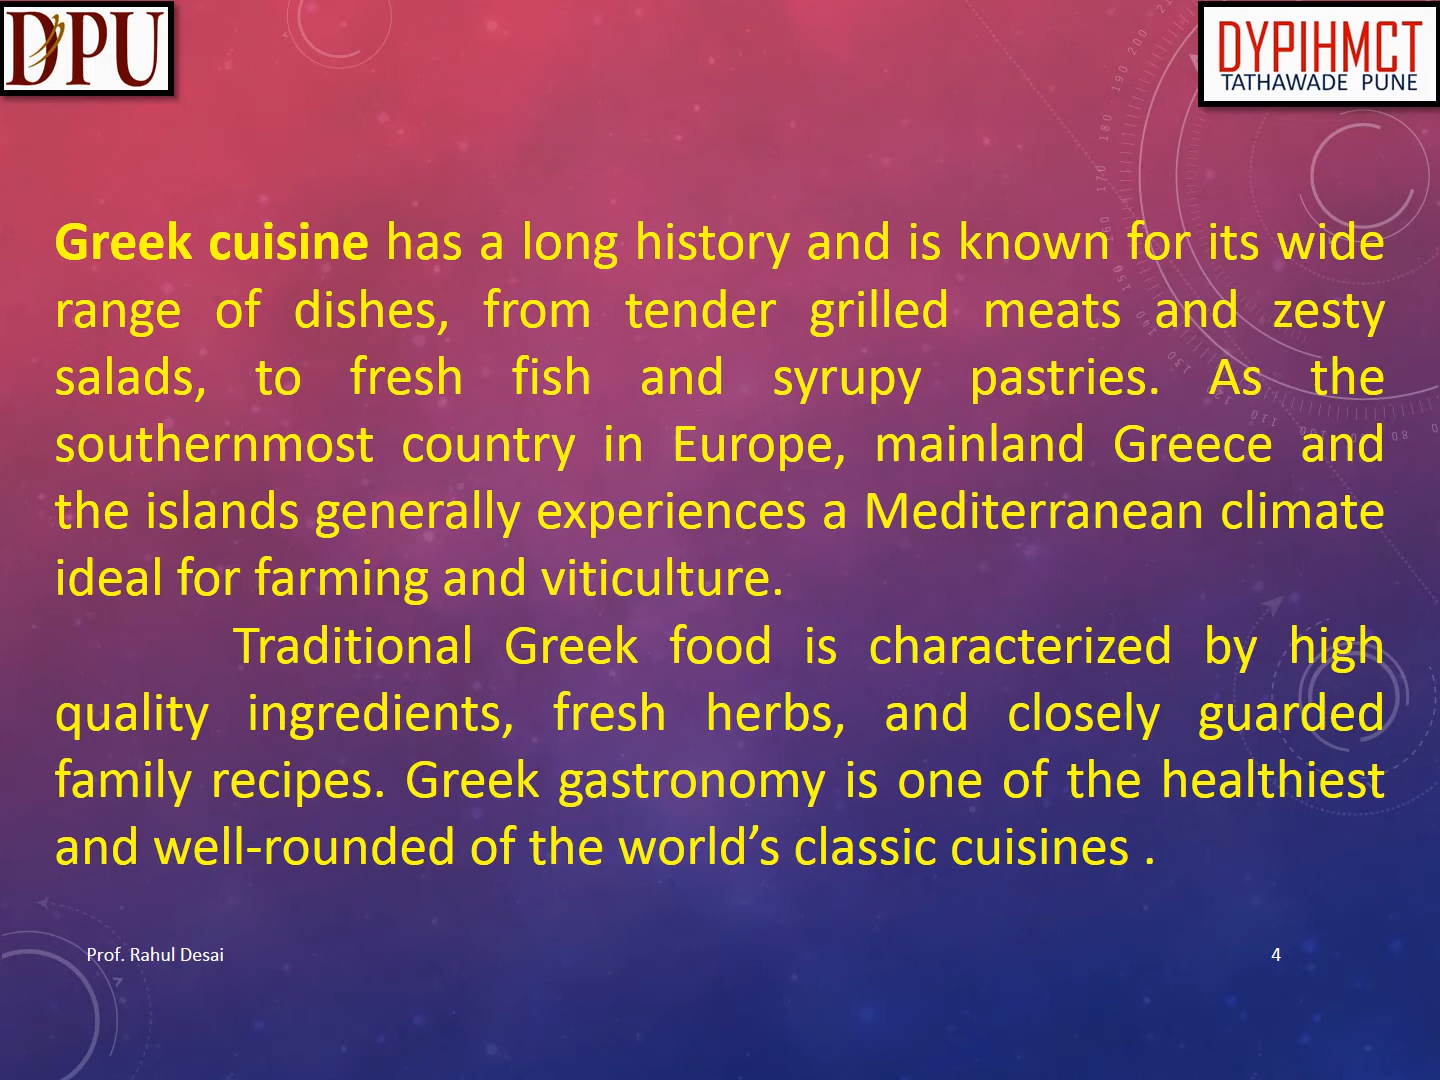 DPU
DYPIHMCT
TATHAWADE PUNE
Greek cuisine has a long history and is known for its wide
range of dishes, from tender grilled meats and zesty
salads, to fresh fish and syrupy pastries. As the
southernmost country in Europe, mainland Greece and
the islands generally experiences a Mediterranean climate
ideal for farming and viticulture.
Traditional Greek food is characterized by high
quality ingredients, fresh herbs, and closely guarded
family recipes. Greek gastronomy is one of the healthiest
and well-rounded of the world’s classic cuisines .
Prof. Rahul Desai
4